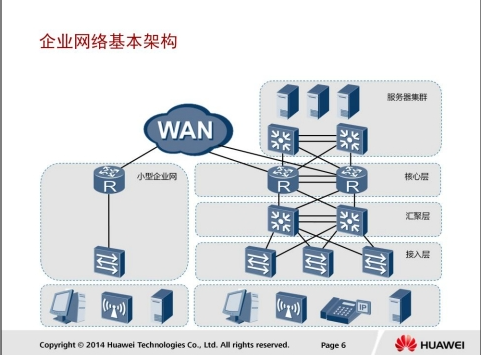 企业网络基本架构
服务器集群
WAN
小型企业网
R
R
R
核心层
汇聚层
接入层
IP
Copyright © 2014 Huawei Technologies Co., Ltd. All rights reserved.
Page 6
HUAWEI